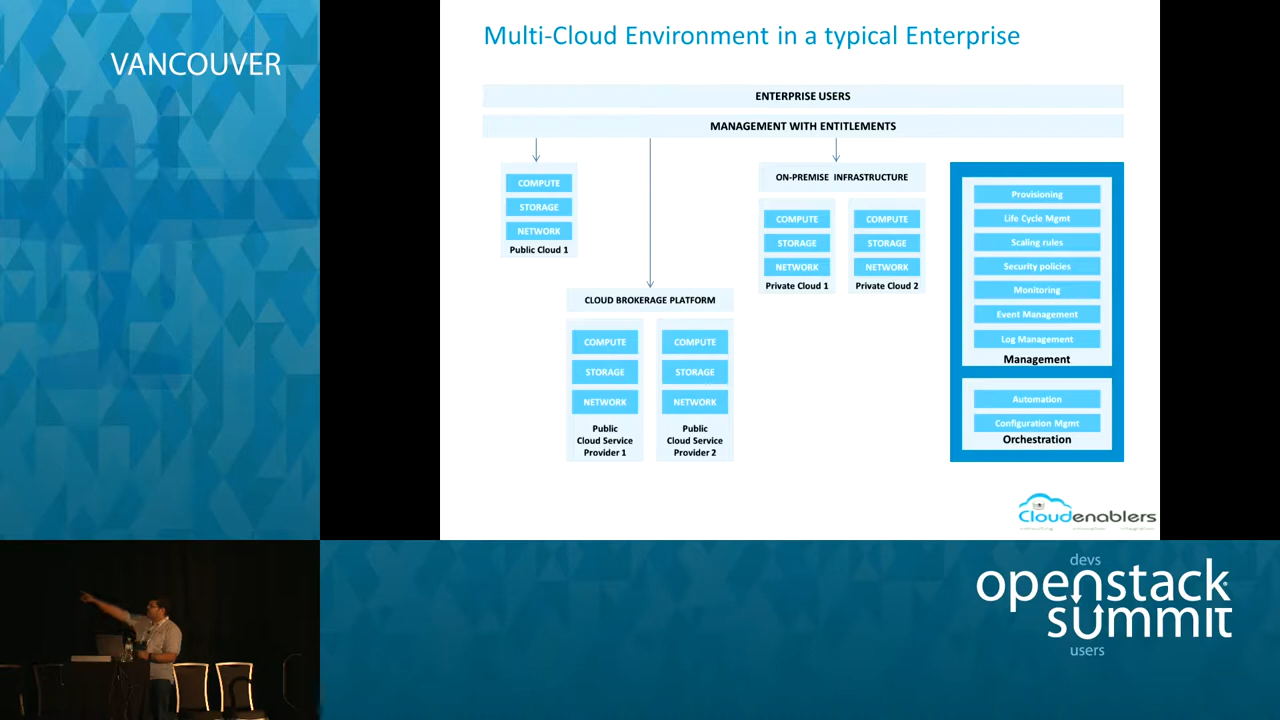 VANCOUVER
Multi-Cloud Environment in a typical Enterprise
ENTERPRISE USERS
MANAGEMENT WITH ENTITLEMENTS
COMPUTE
STORAGE
NETWORK
Public Cloud 1
CLOUD BROKERAGE PLATFORM
COMPUTE
STORAGE
NETWORK
Public
Cloud Service
Provider 1
COMPUTE
STORAGE
NETWORK
Public
Cloud Service
Provider 2
ON-PREMISE INFRASTRUCTURE
COMPUTE
STORAGE
NETWORK
Private Cloud 1
COMPUTE
STORAGE
NETWORK
Private Cloud 2
Provisioning
Life Cycle Mgmt
Scaling rules
Security policies
Monitoring
Event Management
Log Management
Management
Automation
Configuration Mgmt
Orchestration
Cloudenablers
devs
openstack
summit
users